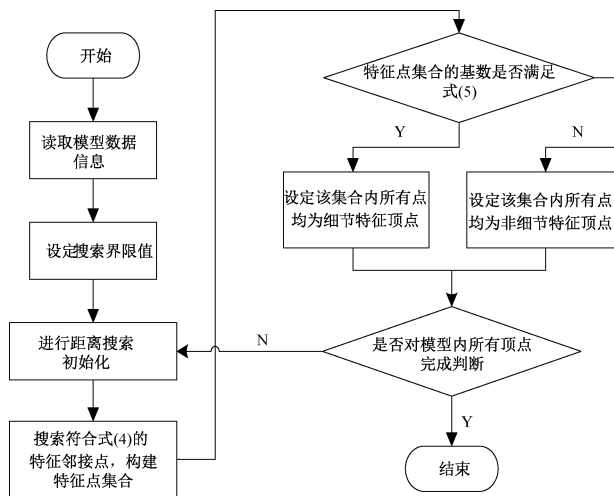 开始
读取模型数据
信息
设定搜索界限值
进行距离搜索
初始化
搜索符合式(4)的
特征邻接点，构建
特征点集合
特征点集合的基数是否满足
式(5)
Y
N
设定该集合内所有点
均为细节特征顶点
设定该集合内所有点
均为非细节特征顶点
是否对模型内所有顶点
完成判断
N
Y
结束